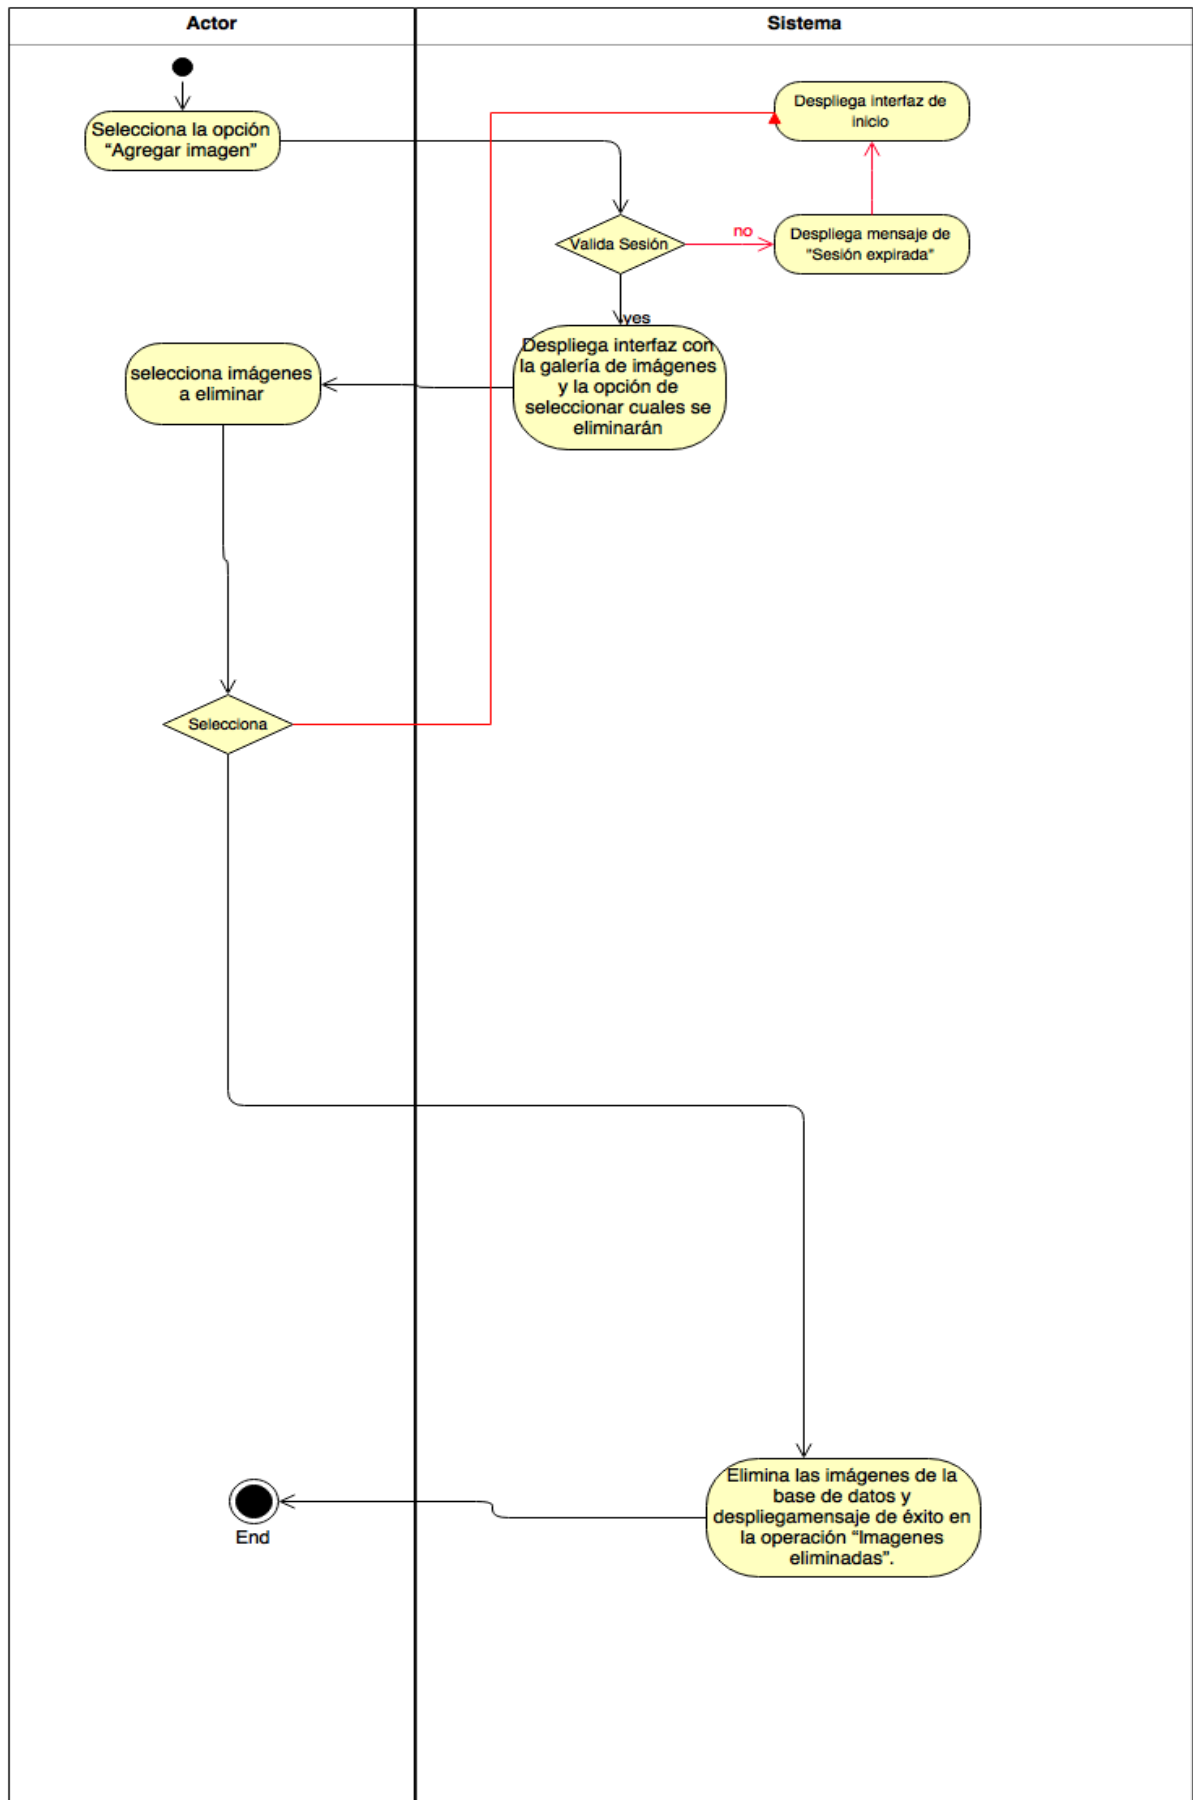 Actor
Sistema
Selecciona la opción
“Agregar imagen”
Despliega interfaz de
inicio
Valida Sesión
no
Despliega mensaje de
"Sesión expirada"
yes
Despliega interfaz con
la galería de imágenes
y la opción de
seleccionar cuales se
eliminarán
selecciona imágenes
a eliminar
Selecciona
Elimina las imágenes de la
base de datos y
despliegamensaje de éxito en
la operación “Imagenes
eliminadas”.
End